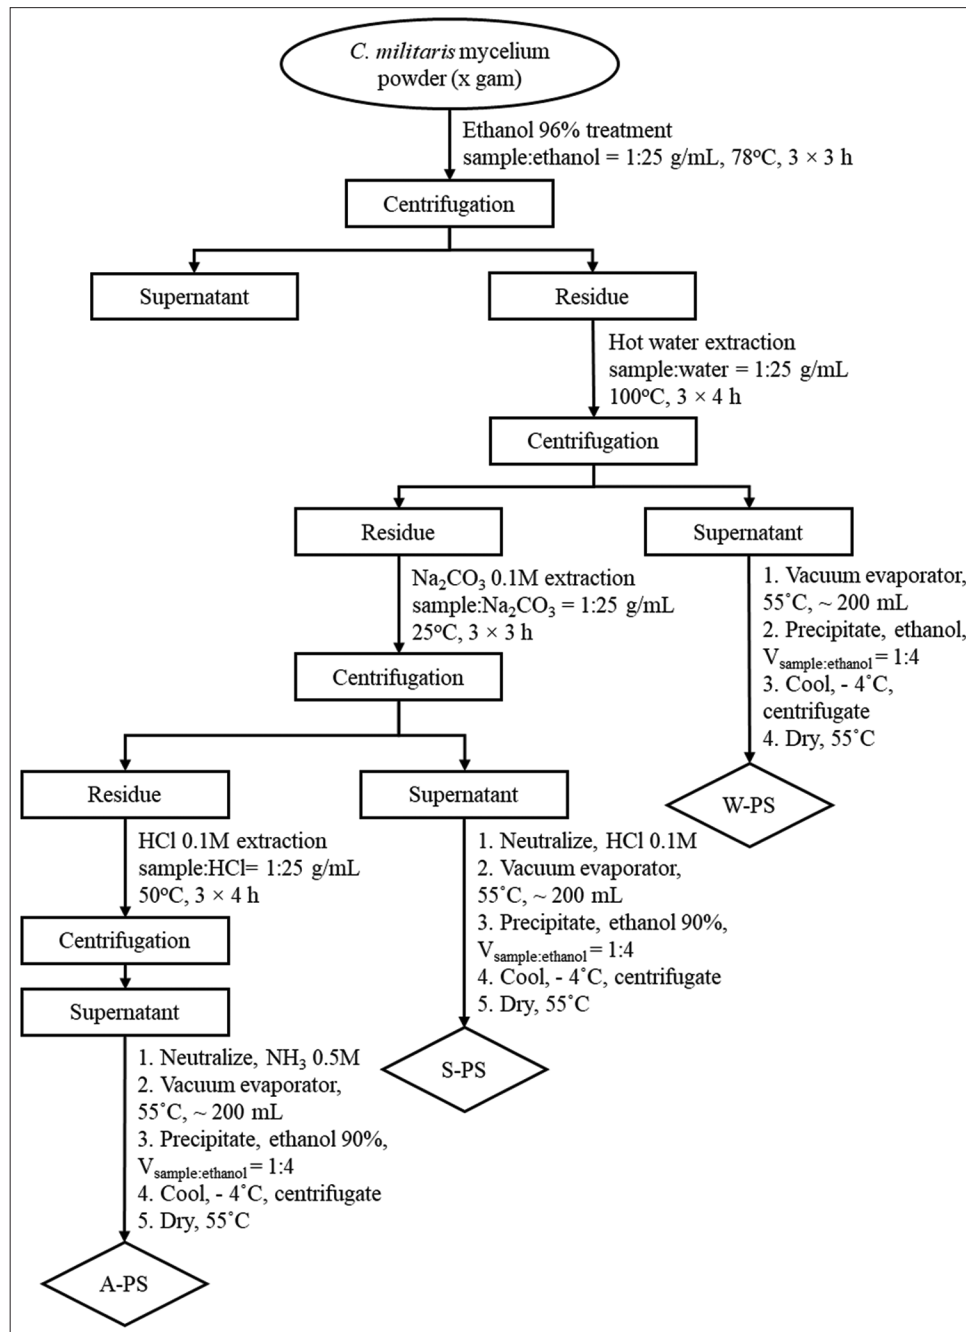 C. militaris mycelium
powder (x gam)
Ethanol 96% treatment
sample:ethanol = 1:25 g/mL, 78°C, 3 × 3 h
Centrifugation
Supernatant
Residue
Hot water extraction
sample:water = 1:25 g/mL
100°C, 3 × 4 h
Centrifugation
Residue
Supernatant
Na₂CO₃ 0.1M extraction
sample:Na₂CO₃ = 1:25 g/mL
25°C, 3 × 3 h
Centrifugation
1. Vacuum evaporator,
55˚C, ~ 200 mL
2. Precipitate, ethanol,
Vsample:ethanol = 1:4
3. Cool, - 4˚C,
centrifugate
4. Dry, 55˚C
W-PS
Residue
Supernatant
HCl 0.1M extraction
sample:HCl= 1:25 g/mL
50°C, 3 × 4 h
Centrifugation
Supernatant
1. Neutralize, HCl 0.1M
2. Vacuum evaporator,
55˚C, ~ 200 mL
3. Precipitate, ethanol 90%,
Vsample:ethanol = 1:4
4. Cool, - 4˚C, centrifugate
5. Dry, 55˚C
S-PS
1. Neutralize, NH₃ 0.5M
2. Vacuum evaporator,
55˚C, ~ 200 mL
3. Precipitate, ethanol 90%,
Vsample:ethanol = 1:4
4. Cool, - 4˚C, centrifugate
5. Dry, 55˚C
A-PS